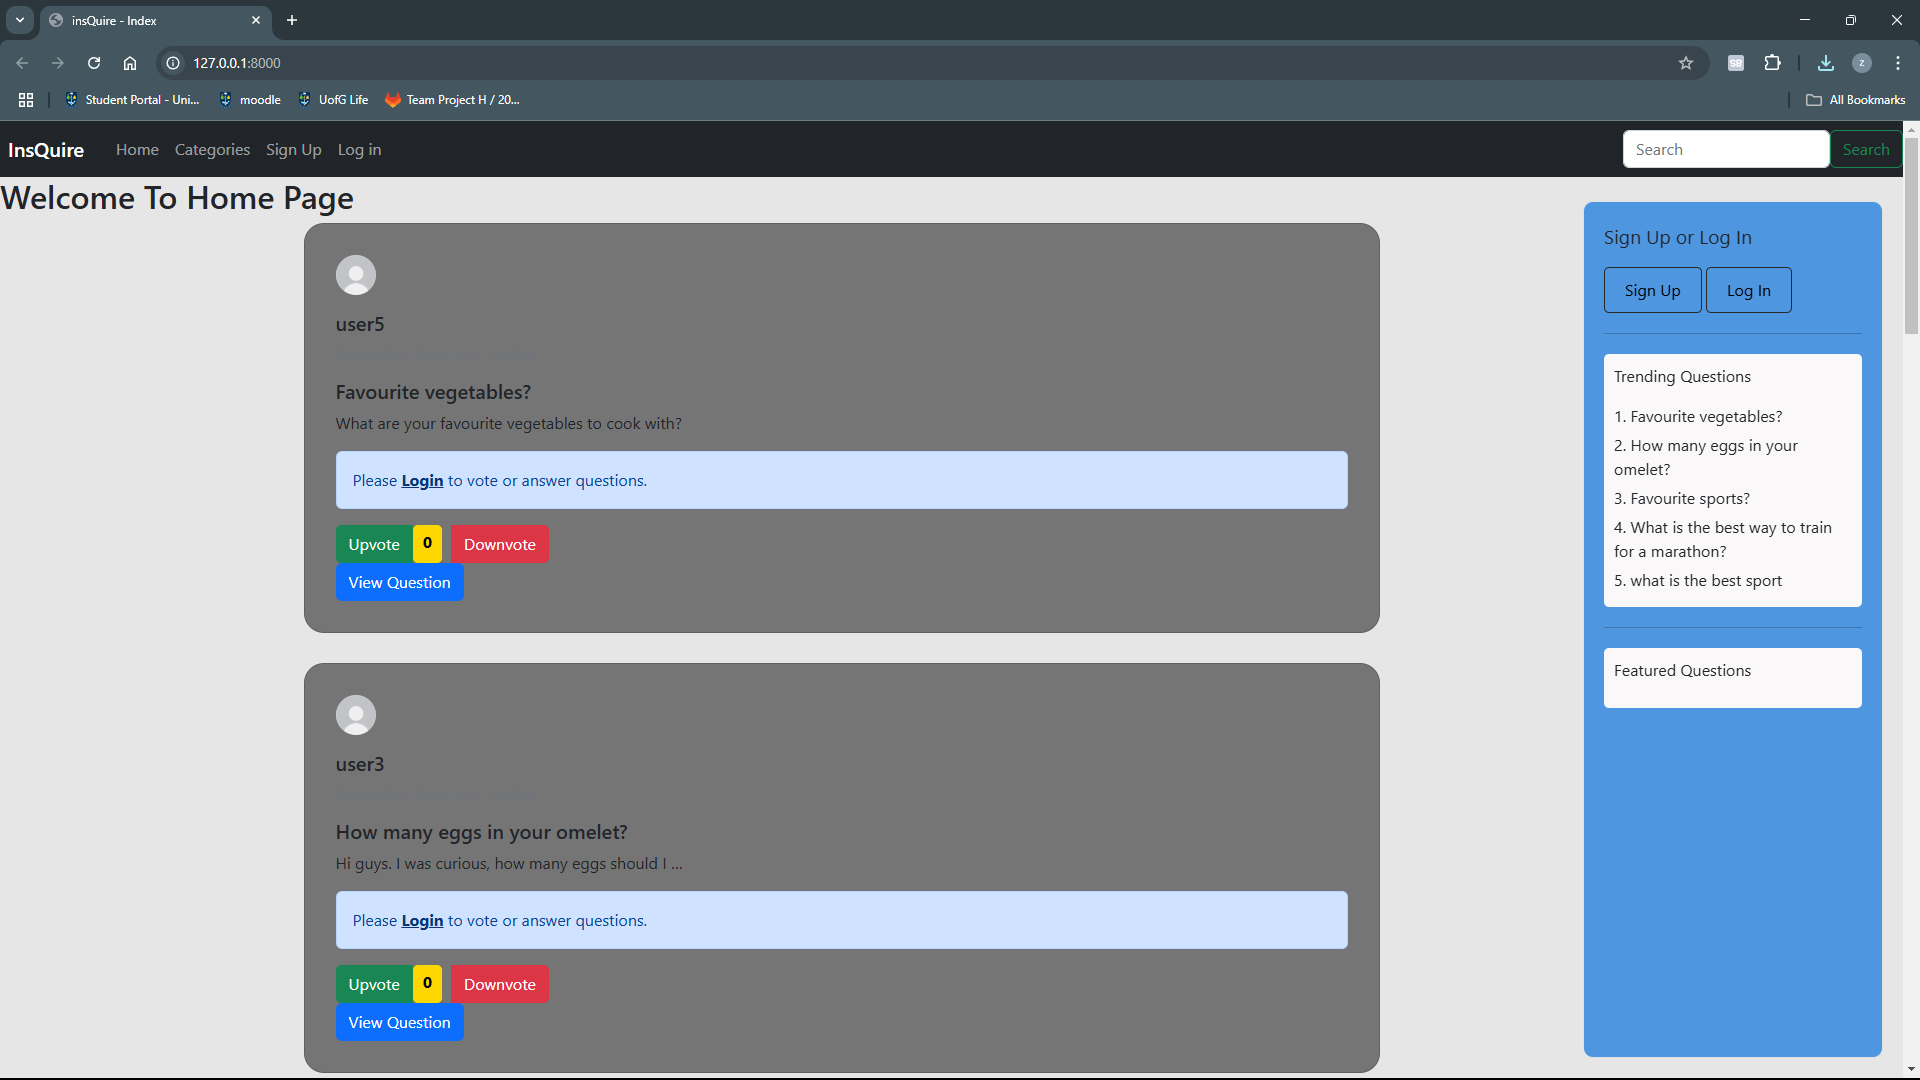 insQuire - Index
127.0.0.1:8000
Student Portal - Uni...
moodle
UofG Life
Team Project H / 20...
All Bookmarks
InsQuire
Home
Categories
Sign Up
Log in
Search
Search
Welcome To Home Page
user5
Favourite vegetables?
What are your favourite vegetables to cook with?
Please Login to vote or answer questions.
Upvote
0
Downvote
View Question
user3
How many eggs in your omelet?
Hi guys. I was curious, how many eggs should I ...
Please Login to vote or answer questions.
Upvote
0
Downvote
View Question
Sign Up or Log In
Sign Up
Log In
Trending Questions
1. Favourite vegetables?
2. How many eggs in your
omelet?
3. Favourite sports?
4. What is the best way to train
for a marathon?
5. what is the best sport
Featured Questions